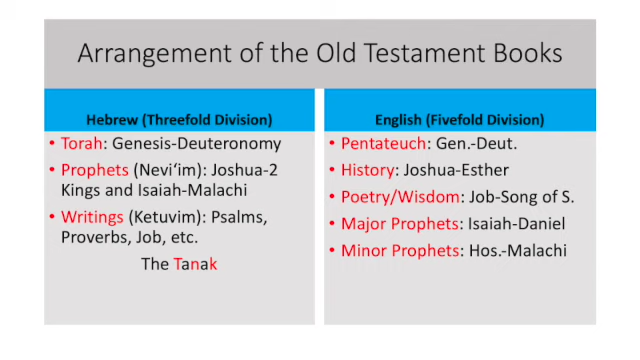 Arrangement of the Old Testament Books
Hebrew (Threefold Division)
• Torah: Genesis-Deuteronomy
• Prophets (Nevi‘im): Joshua-2
Kings and Isaiah-Malachi
• Writings (Ketuvim): Psalms,
Proverbs, Job, etc.
The Tanak
English (Fivefold Division)
• Pentateuch: Gen.-Deut.
• History: Joshua-Esther
• Poetry/Wisdom: Job-Song of S.
• Major Prophets: Isaiah-Daniel
• Minor Prophets: Hos.-Malachi